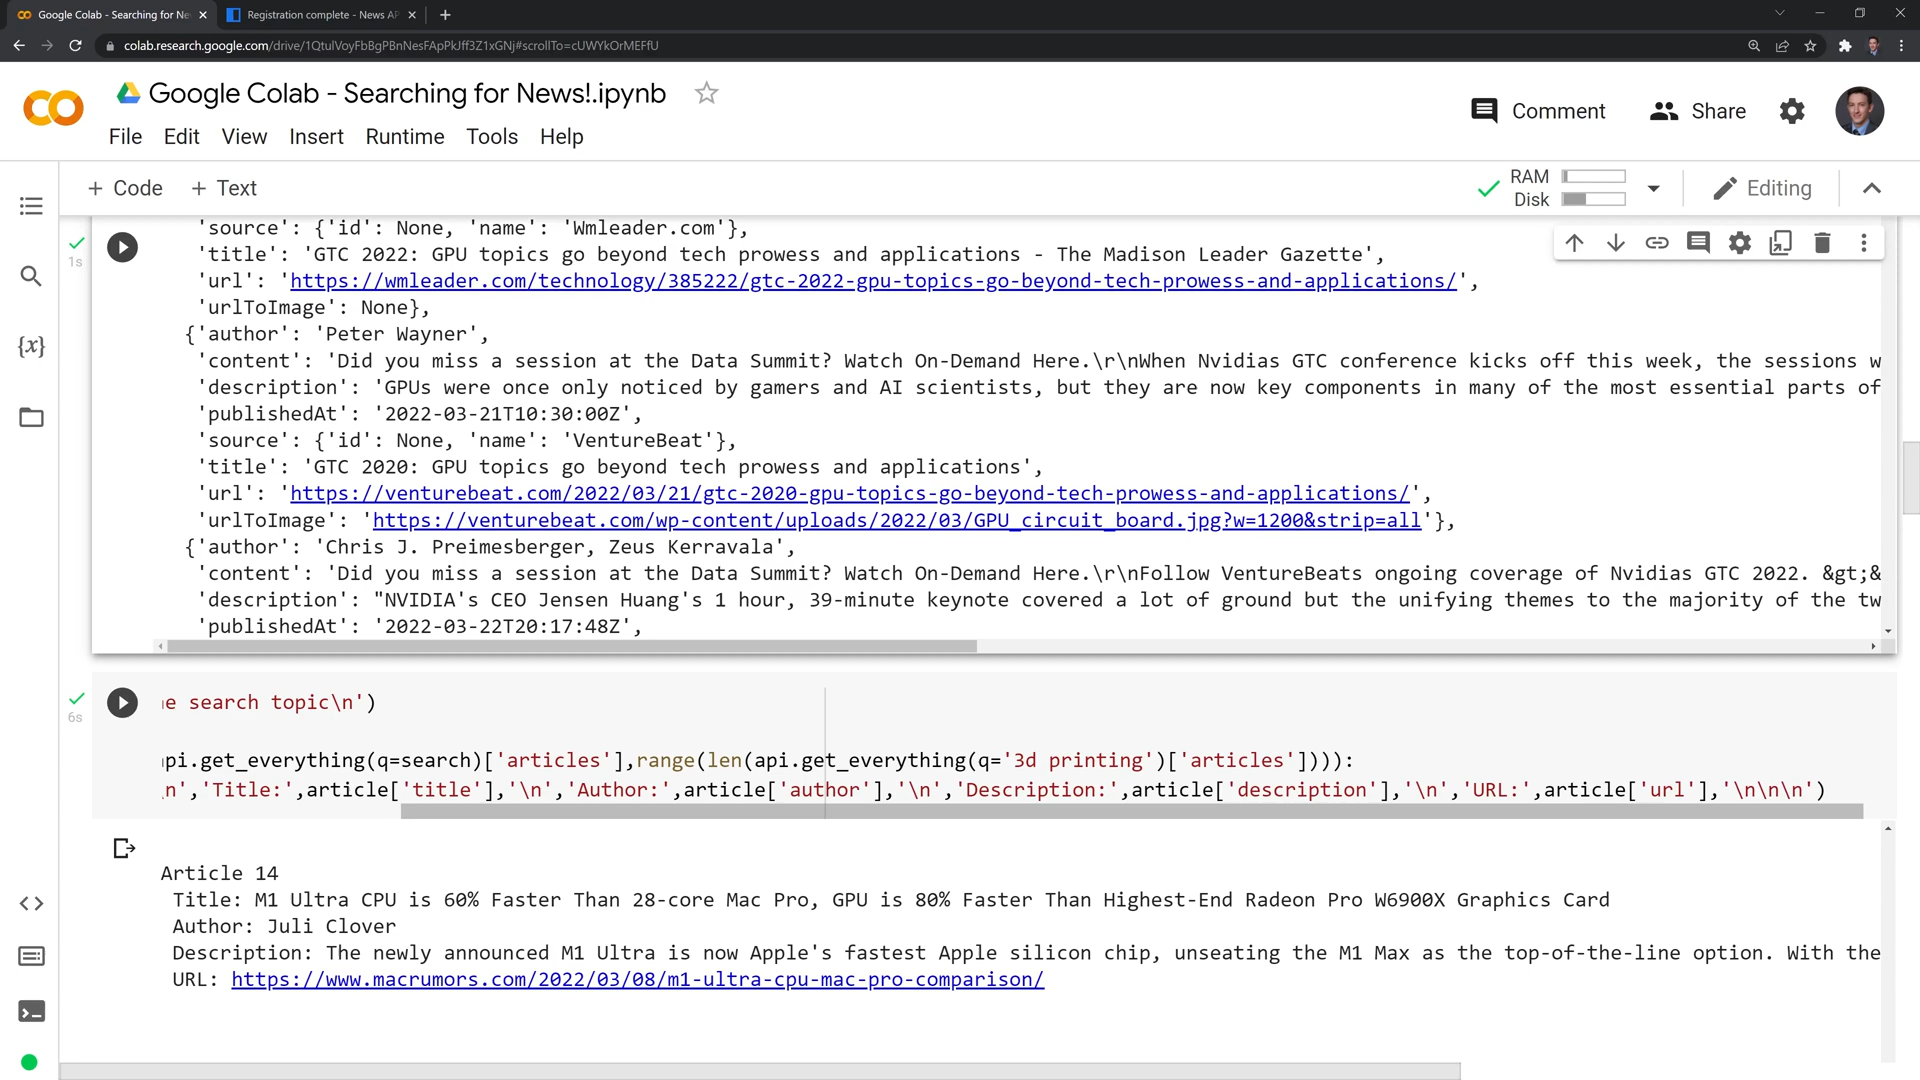 Google Colab - Searching for Ne
Registration complete - News AP
colab.research.google.com/drive/1QtulVoyFbBgPBnNesFApPkJff3Z1xGNj#scrollTo=cUWYkOrMEFfU
Google Colab - Searching for News!.ipynb
Comment
Share
File Edit View Insert Runtime Tools Help
+ Code + Text
RAM
Disk
Editing
'source': {'id': None, 'name': 'Wmleader.com'},
1s
'title': 'GTC 2022: GPU topics go beyond tech prowess and applications - The Madison Leader Gazette',
'url': 'https://wmleader.com/technology/385222/gtc-2022-gpu-topics-go-beyond-tech-prowess-and-applications/',
'urlToImage': None},
{'author': 'Peter Wayner',
'content': 'Did you miss a session at the Data Summit? Watch On-Demand Here.\r\nWhen Nvidias GTC conference kicks off this week, the sessions w
'description': 'GPUs were once only noticed by gamers and AI scientists, but they are now key components in many of the most essential parts of
'publishedAt': '2022-03-21T10:30:00Z',
'source': {'id': None, 'name': 'VentureBeat'},
'title': 'GTC 2020: GPU topics go beyond tech prowess and applications',
'url': 'https://venturebeat.com/2022/03/21/gtc-2020-gpu-topics-go-beyond-tech-prowess-and-applications/',
'urlToImage': 'https://venturebeat.com/wp-content/uploads/2022/03/GPU_circuit_board.jpg?w=1200&strip=all'},
{'author': 'Chris J. Preimesberger, Zeus Kerravala',
'content': 'Did you miss a session at the Data Summit? Watch On-Demand Here.\r\nFollow VentureBeats ongoing coverage of Nvidias GTC 2022. &gt;&
'description': "NVIDIA's CEO Jensen Huang's 1 hour, 39-minute keynote covered a lot of ground but the unifying themes to the majority of the tw
'publishedAt': '2022-03-22T20:17:48Z',
6s
e search topic\n')
pi.get_everything(q=search)['articles'],range(len(api.get_everything(q='3d printing')['articles']))):
n','Title:',article['title'],'\n','Author:',article['author'],'\n','Description:',article['description'],'\n','URL:',article['url'],'\n\n\n')
Article 14
Title: M1 Ultra CPU is 60% Faster Than 28-core Mac Pro, GPU is 80% Faster Than Highest-End Radeon Pro W6900X Graphics Card
Author: Juli Clover
Description: The newly announced M1 Ultra is now Apple's fastest Apple silicon chip, unseating the M1 Max as the top-of-the-line option. With the
URL: https://www.macrumors.com/2022/03/08/m1-ultra-cpu-mac-pro-comparison/